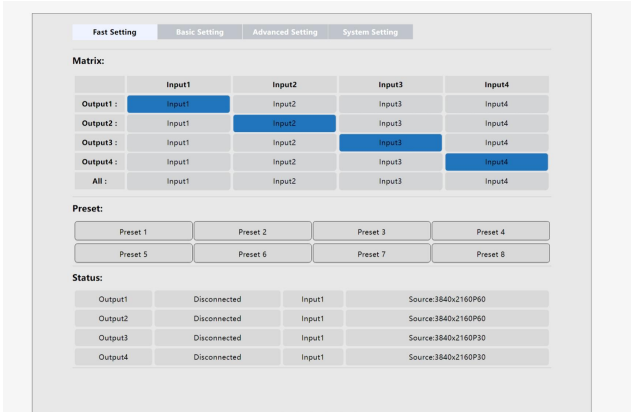 Fast Setting Basic Setting Advanced Setting System Setting
Matrix:
Input1 Input2 Input3 Input4
Output1 : Input1 Input2 Input3 Input4
Output2 : Input1 Input2 Input3 Input4
Output3 : Input1 Input2 Input3 Input4
Output4 : Input1 Input2 Input3 Input4
All : Input1 Input2 Input3 Input4
Preset:
Preset 1 Preset 2 Preset 3 Preset 4
Preset 5 Preset 6 Preset 7 Preset 8
Status:
Output1 Disconnected Input1 Source:3840x2160P60
Output2 Disconnected Input1 Source:3840x2160P60
Output3 Disconnected Input1 Source:3840x2160P30
Output4 Disconnected Input1 Source:3840x2160P30